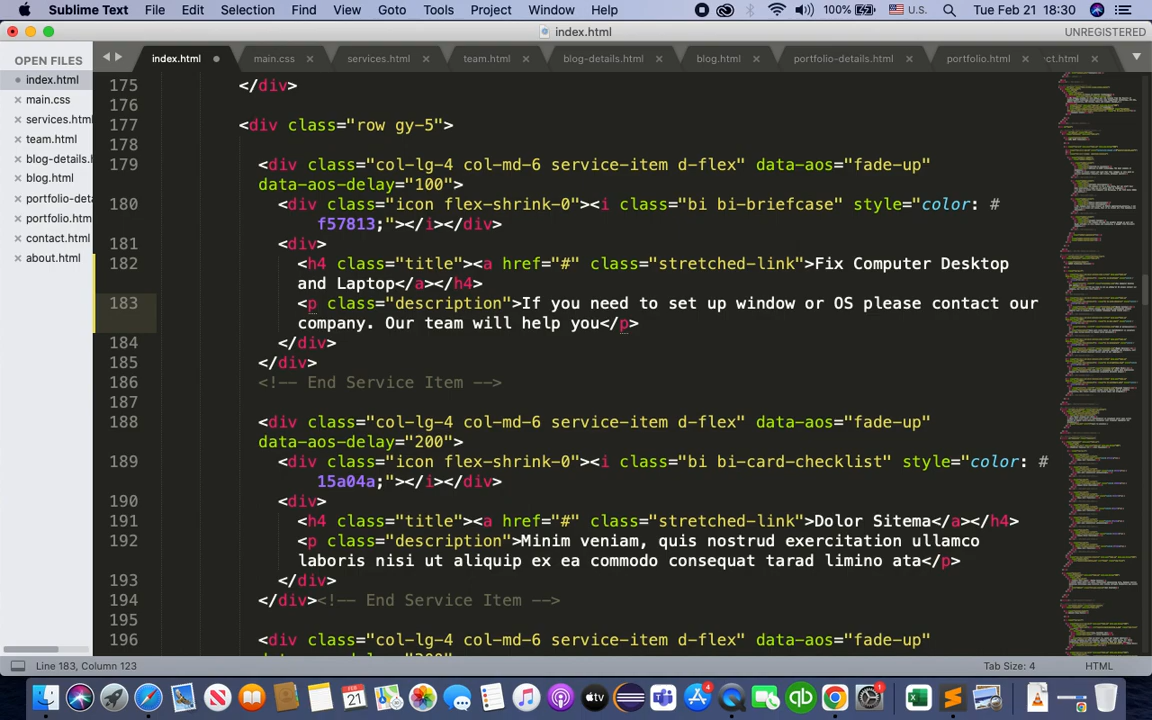 Sublime Text File Edit Selection Find View Goto Tools Project Window Help 100% U.S. Tue Feb 21 18:30
index.html UNREGISTERED
OPEN FILES
index.html
main.css
services.html
team.html
blog-details.h
blog.html
portfolio-deta
portfolio.htm
contact.html
about.html
index.html main.css services.html team.html blog-details.html blog.html portfolio-details.html portfolio.html ct.html
175 </div>
176
177 <div class="row gy-5">
178
179 <div class="col-lg-4 col-md-6 service-item d-flex" data-aos="fade-up"
data-aos-delay="100">
180 <div class="icon flex-shrink-0"><i class="bi bi-briefcase" style="color: #
f57813;"></i></div>
181 <div>
182 <h4 class="title"><a href="#" class="stretched-link">Fix Computer Desktop
and Laptop</a></h4>
183 <p class="description">If you need to set up window or OS please contact our
company. Our team will help you</p>
184 </div>
185 </div>
186 <!-- End Service Item -->
187
188 <div class="col-lg-4 col-md-6 service-item d-flex" data-aos="fade-up"
data-aos-delay="200">
189 <div class="icon flex-shrink-0"><i class="bi bi-card-checklist" style="color: #
15a04a;"></i></div>
190 <div>
191 <h4 class="title"><a href="#" class="stretched-link">Dolor Sitema</a></h4>
192 <p class="description">Minim veniam, quis nostrud exercitation ullamco
laboris nisi ut aliquip ex ea commodo consequat tarad limino ata</p>
193 </div>
194 </div><!-- End Service Item -->
195
196 <div class="col-lg-4 col-md-6 service-item d-flex" data-aos="fade-up"
Line 183, Column 123 Tab Size: 4 HTML